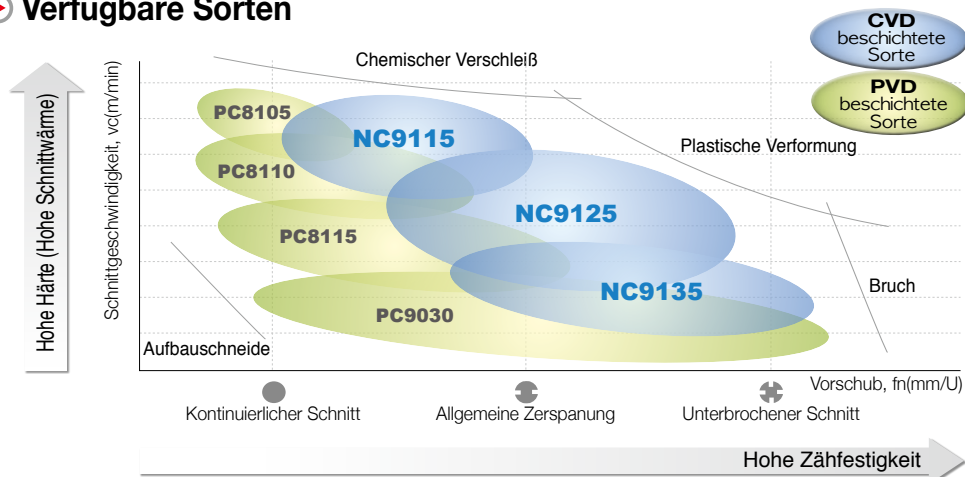 Verfügbare Sorten
CVD
beschichtete
Sorte
PVD
beschichtete
Sorte
Hohe Härte (Hohe Schnittwärme)
Schnittgeschwindigkeit, vc(m/min)
Chemischer Verschleiß
Plastische Verformung
Bruch
Aufbauschneide
PC8105
NC9115
PC8110
NC9125
PC8115
NC9135
PC9030
Vorschub, fn(mm/U)
Kontinuierlicher Schnitt
Allgemeine Zerspanung
Unterbrochener Schnitt
Hohe Zähfestigkeit